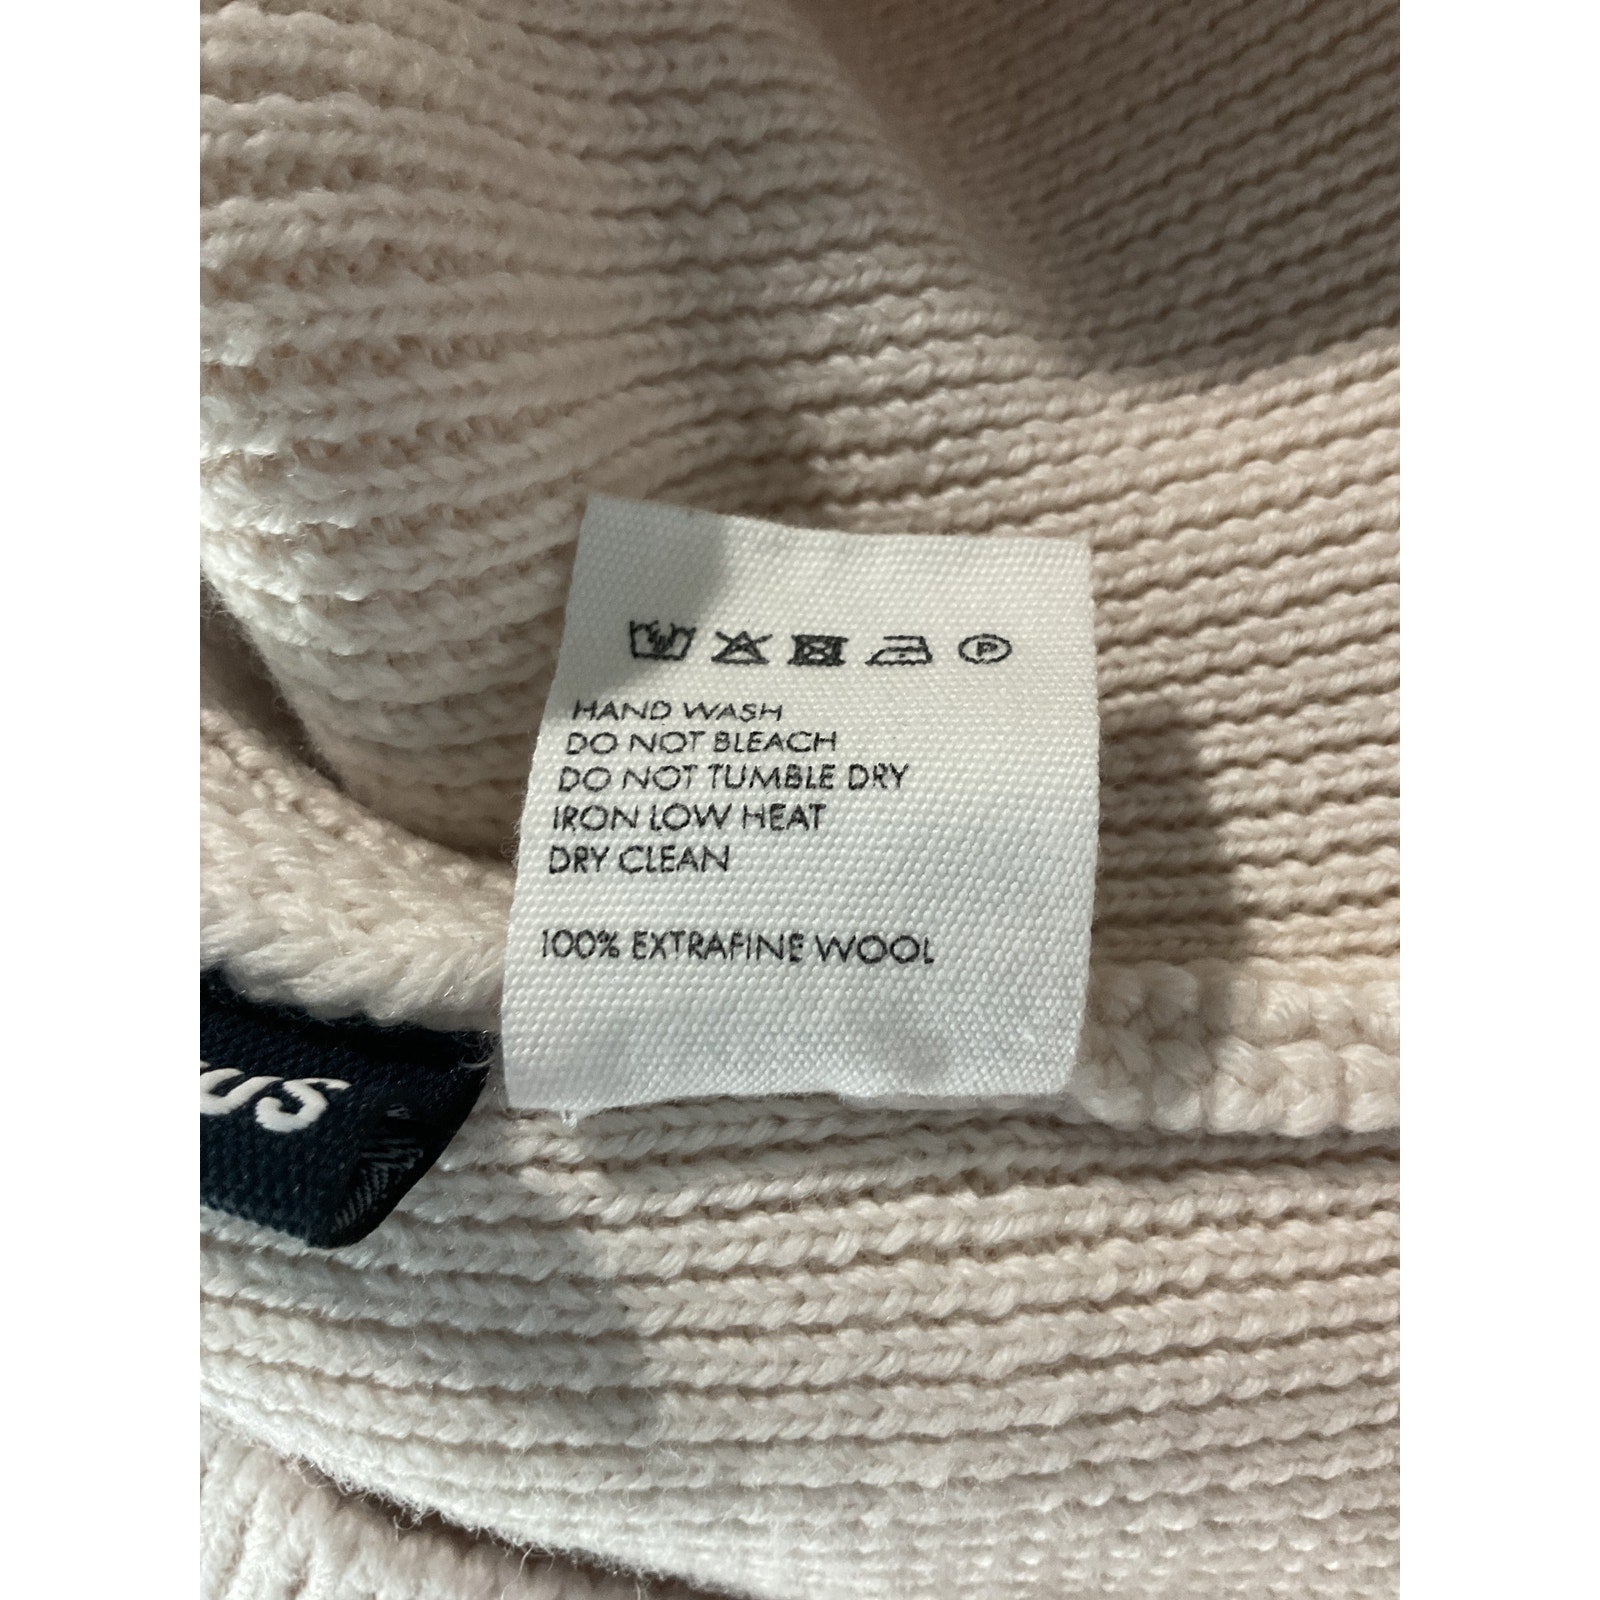 P
HAND WASH
DO NOT BLEACH
DO NOT TUMBLE DRY
IRON LOW HEAT
DRY CLEAN
100% EXTRAFINE WOOL